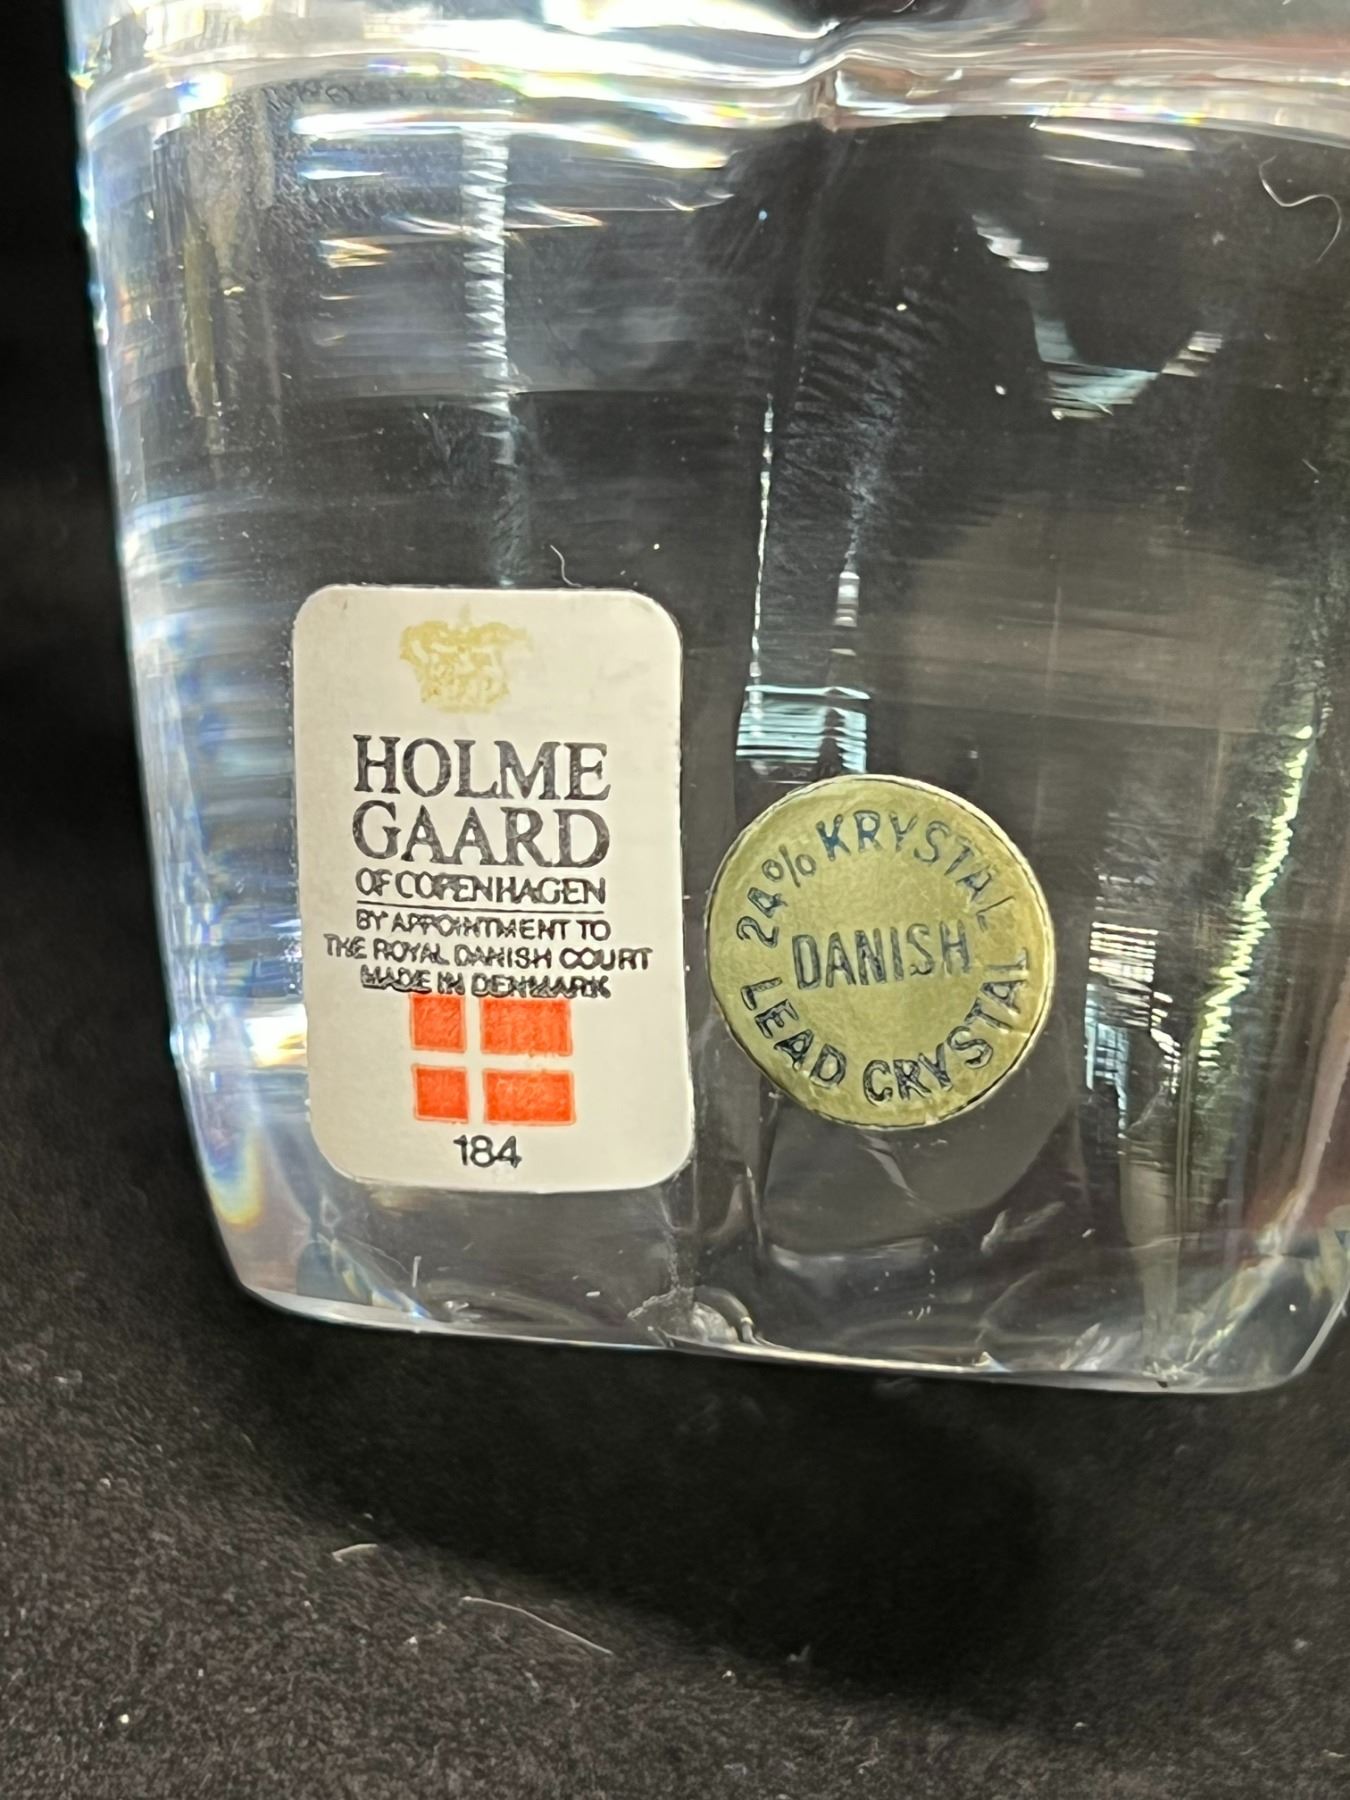 HOLME
GAARD
OF COPENHAGEN
BY APPOINTMENT TO
THE ROYAL DANISH COURT
MADE IN DENMARK
184
24% KRYSTAL
DANISH
LEAD CRYSTAL